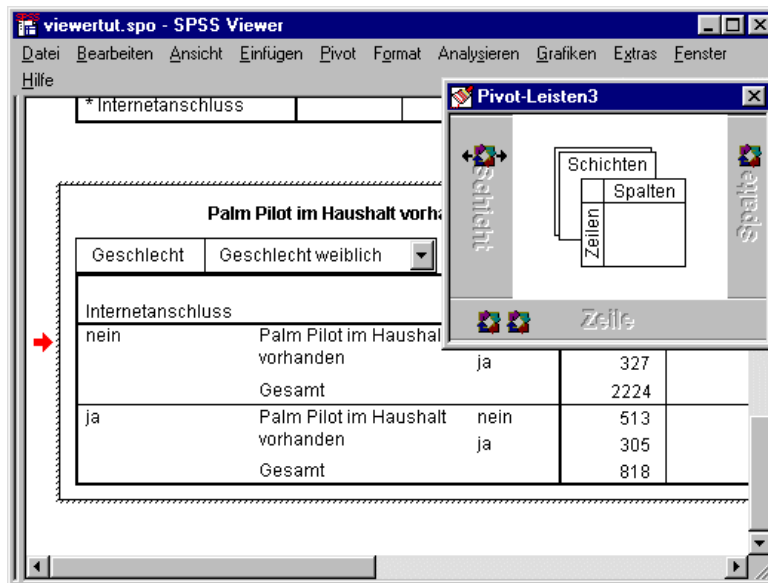 viewertut.spo - SPSS Viewer
Datei Bearbeiten Ansicht Einfügen Pivot Format Analysieren Grafiken Extras Fenster
Hilfe
* Internetanschluss
Palm Pilot im Haushalt
Geschlecht Geschlecht weiblich
Internetanschluss
nein Palm Pilot im
vorhanden ja 327
Gesamt 2224
ja Palm Pilot im Haushalt nein 513
vorhanden ja 305
Gesamt 818
Pivot-Leisten3
Schicht
Schichten
Spalten
Zeilen
Spalte
Zeile